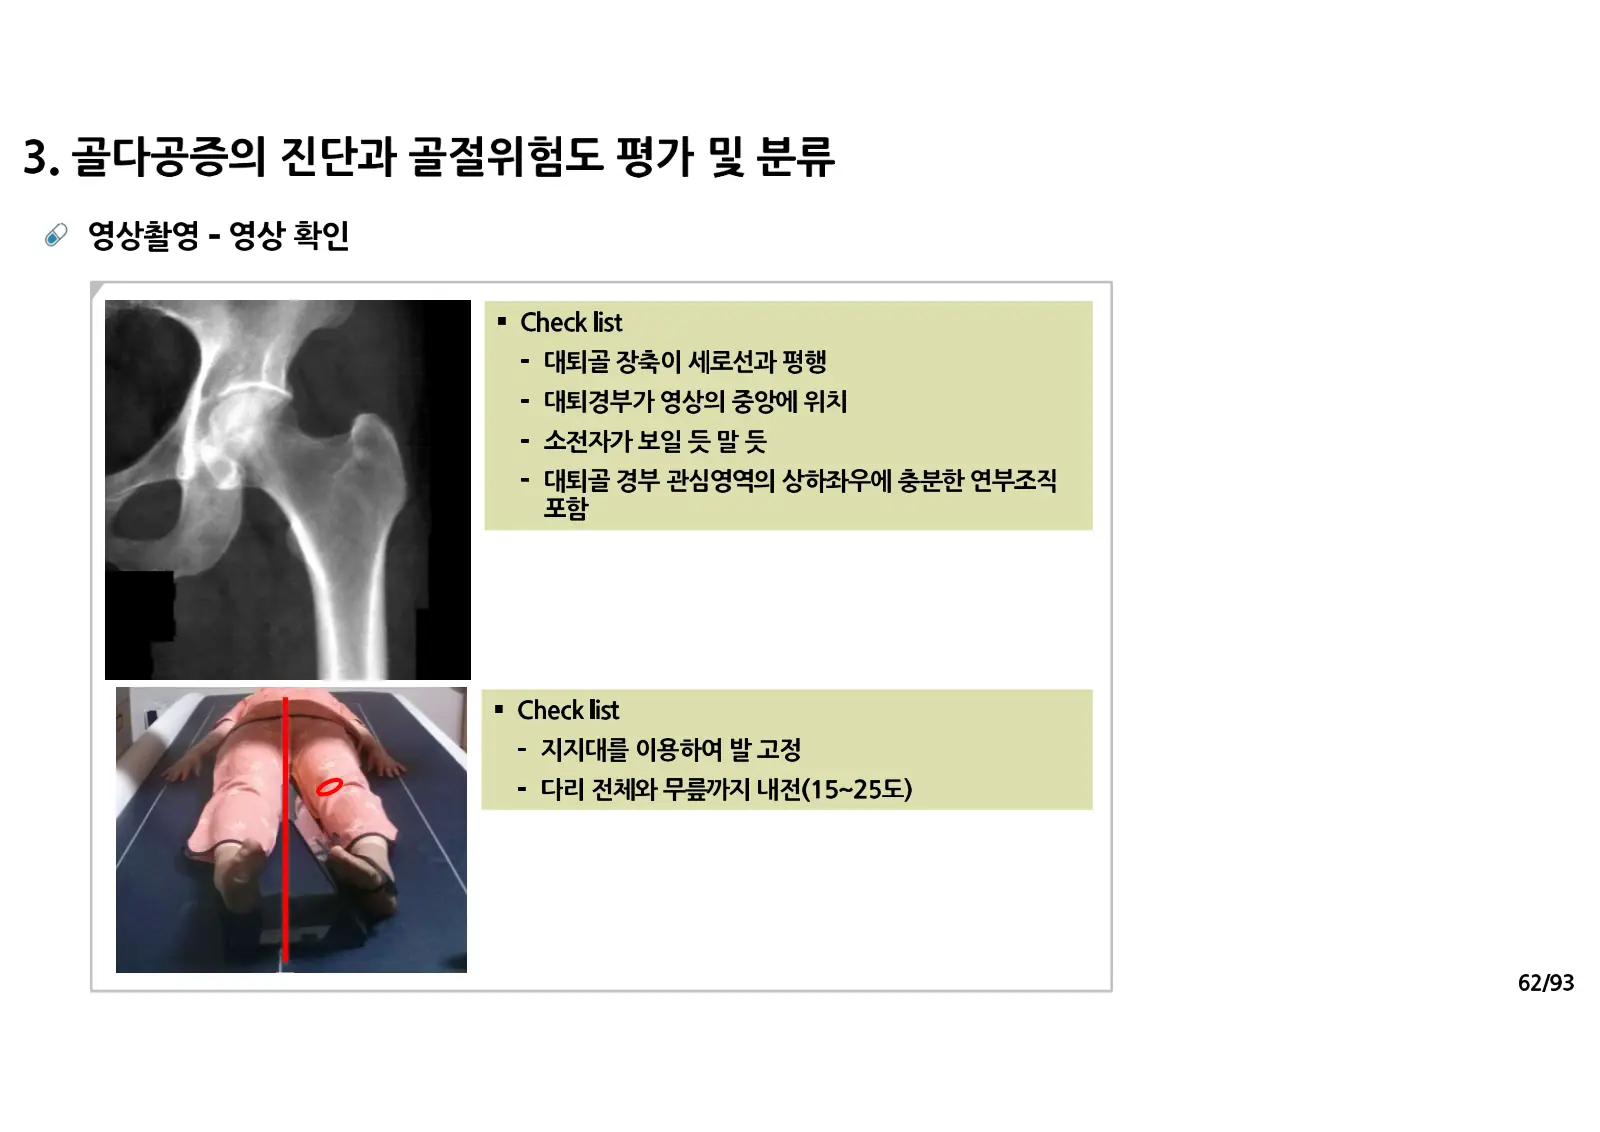 3. 골다공증의 진단과 골절위험도 평가 및 분류
영상촬영 - 영상 확인
▪ Check list
- 대퇴골 장축이 세로선과 평행
- 대퇴경부가 영상의 중앙에 위치
- 소전자가 보일 듯 말 듯
- 대퇴골 경부 관심영역의 상하좌우에 충분한 연부조직
포함
▪ Check list
- 지지대를 이용하여 발 고정
- 다리 전체와 무릎까지 내전(15~25도)
62/93